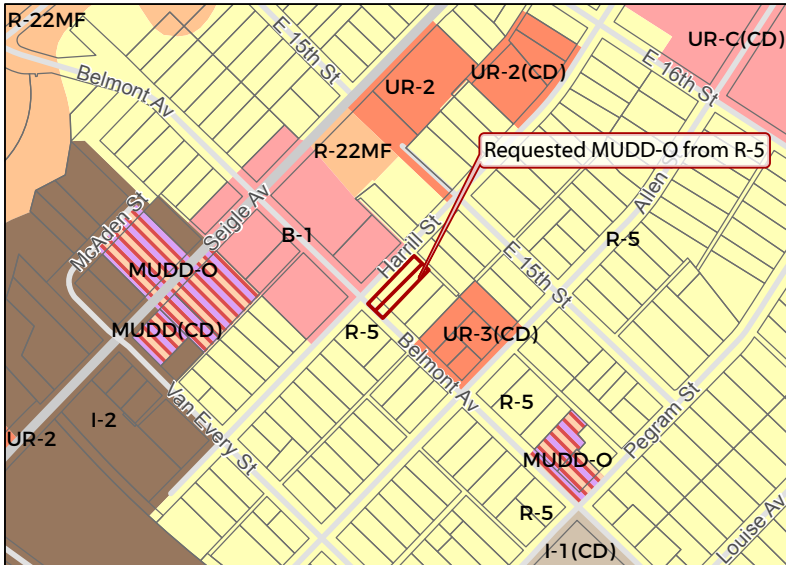 R-22MF
E 15th St
Belmont Av
UR-2
UR-2(CD)
UR-C(CD)
E 16th St
R-22MF
Requested MUDD-O from R-5
Allen St
McAden St
Seigle Av
B-1
Harrill St
R-5
E 15th St
MUDD-O
MUDD(CD)
R-5
UR-3(CD)
Belmont Av
R-5
Van Every St
I-2
UR-2
Pegram St
MUDD-O
R-5
Louise Av
I-1(CD)